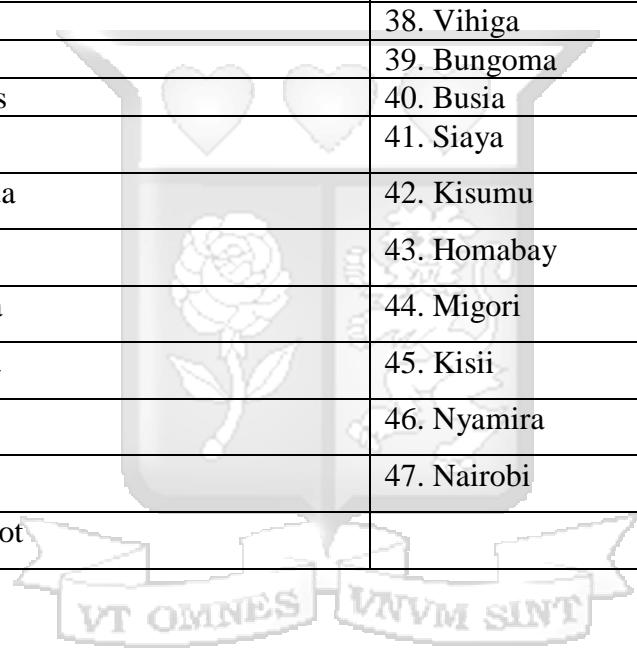 38. Vihiga
39. Bungoma
s 40. Busia
41. Siaya
a 42. Kisumu
43. Homabay
a 44. Migori
45. Kisii
46. Nyamira
47. Nairobi
ot
VT OMNES VNVM SINT